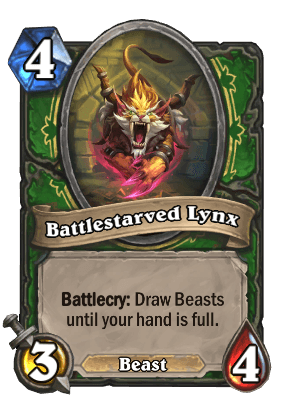 4
Battlestarved Lynx
Battlecry: Draw Beasts
until your hand is full.
3
Beast
4